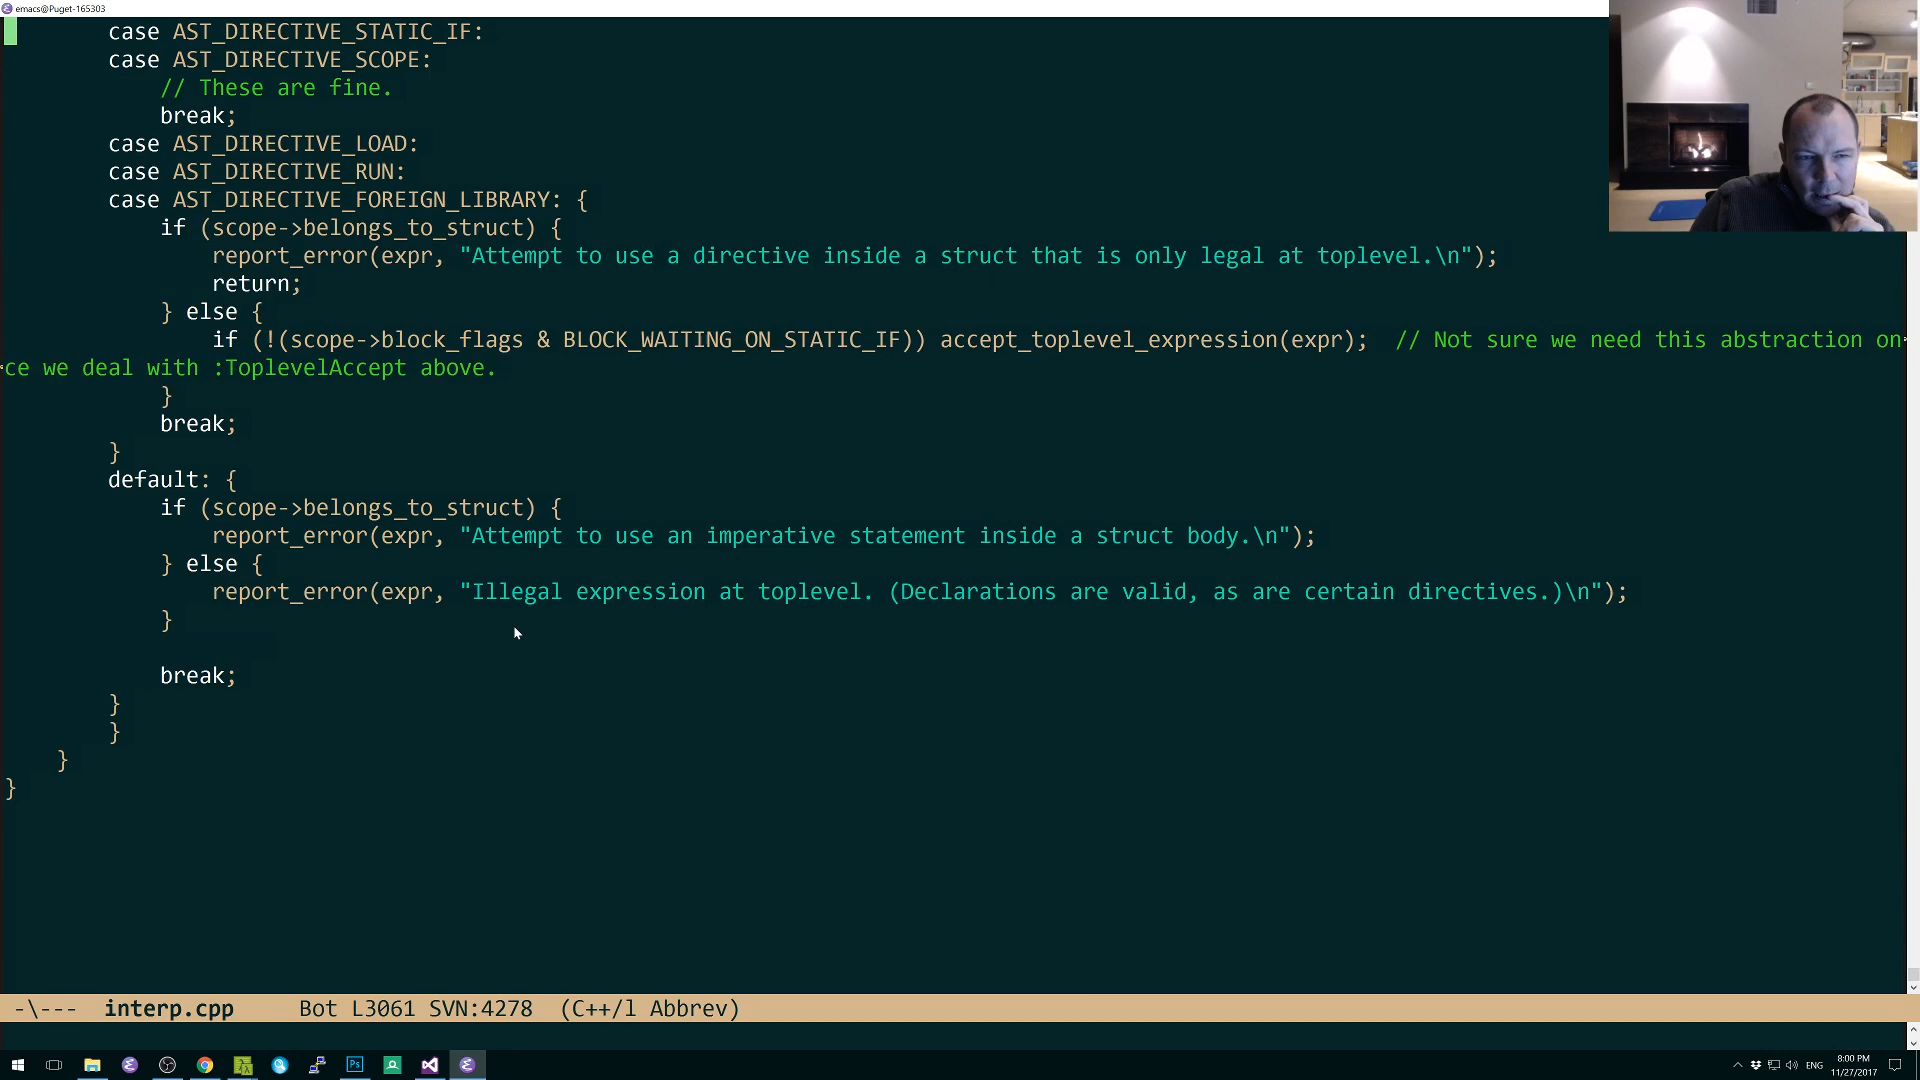 emacs@Puget-165303
case AST_DIRECTIVE_STATIC_IF:
case AST_DIRECTIVE_SCOPE:
// These are fine.
break;
case AST_DIRECTIVE_LOAD:
case AST_DIRECTIVE_RUN:
case AST_DIRECTIVE_FOREIGN_LIBRARY: {
if (scope->belongs_to_struct) {
report_error(expr, "Attempt to use a directive inside a struct that is only legal at toplevel.\n");
return;
} else {
if (!(scope->block_flags & BLOCK_WAITING_ON_STATIC_IF)) accept_toplevel_expression(expr);  // Not sure we need this abstraction on
ce we deal with :ToplevelAccept above.
}
break;
}
default: {
if (scope->belongs_to_struct) {
report_error(expr, "Attempt to use an imperative statement inside a struct body.\n");
} else {
report_error(expr, "Illegal expression at toplevel. (Declarations are valid, as are certain directives.)\n");
}
break;
}
}
}
}
-\--- interp.cpp Bot L3061 SVN:4278 (C++/l Abbrev)
Ps
ENG
8:00 PM
11/27/2017